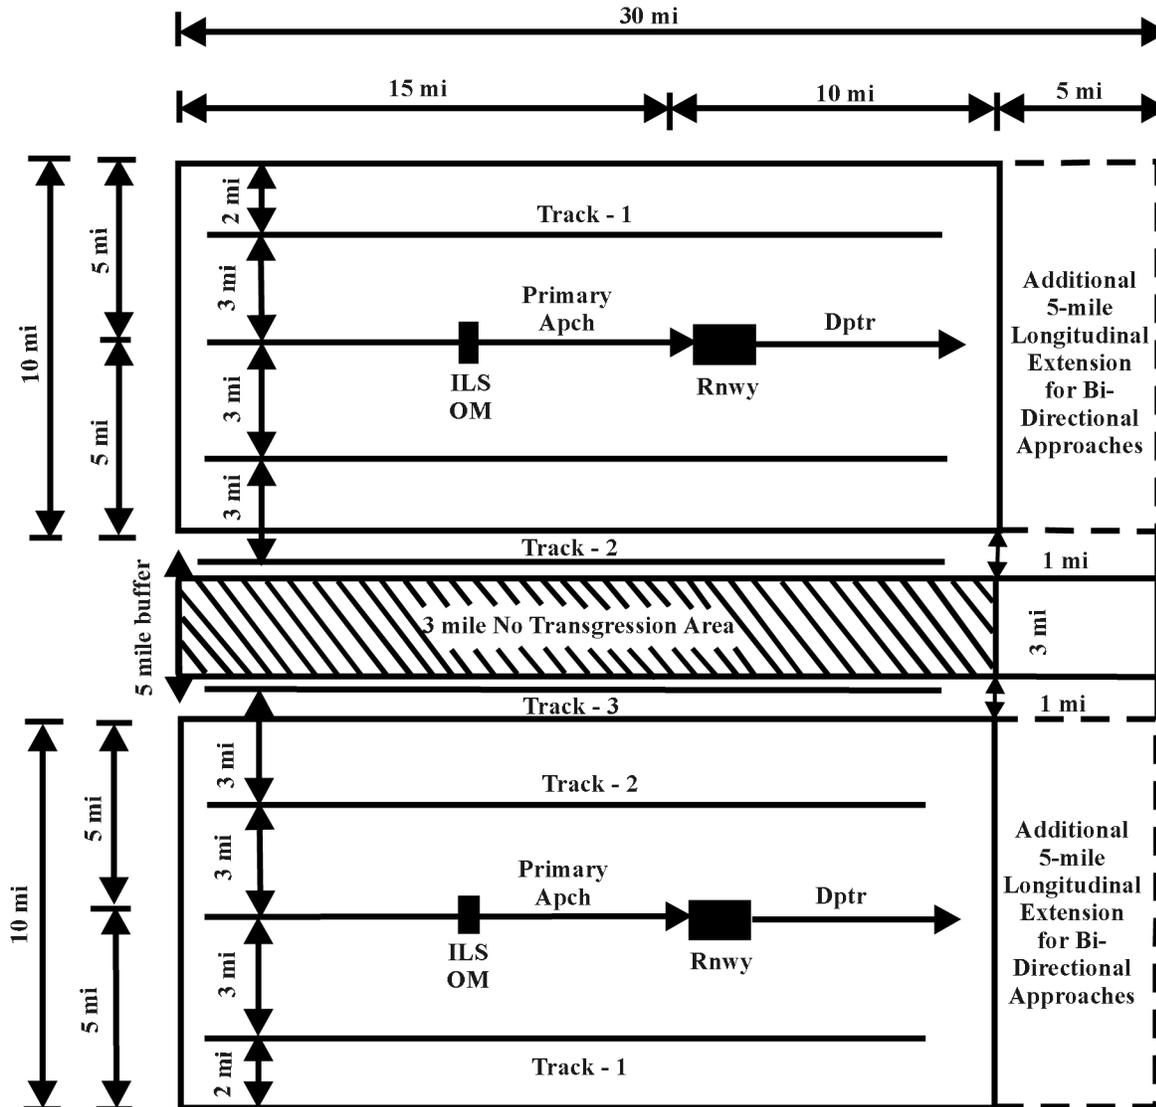 30 mi
15 mi
10 mi
5 mi
2 mi
Track - 1
5 mi
3 mi
Primary
Apch
Dptr
ILS
OM
Rnwy
10 mi
3 mi
5 mi
3 mi
Additional
5-mile
Longitudinal
Extension
for Bi-
Directional
Approaches
Track - 2
1 mi
5 mile buffer
3 mile No Transgression Area
3 mi
Track - 3
1 mi
3 mi
Track - 2
5 mi
3 mi
Primary
Apch
Dptr
ILS
OM
Rnwy
10 mi
3 mi
5 mi
2 mi
Track - 1
Additional
5-mile
Longitudinal
Extension
for Bi-
Directional
Approaches